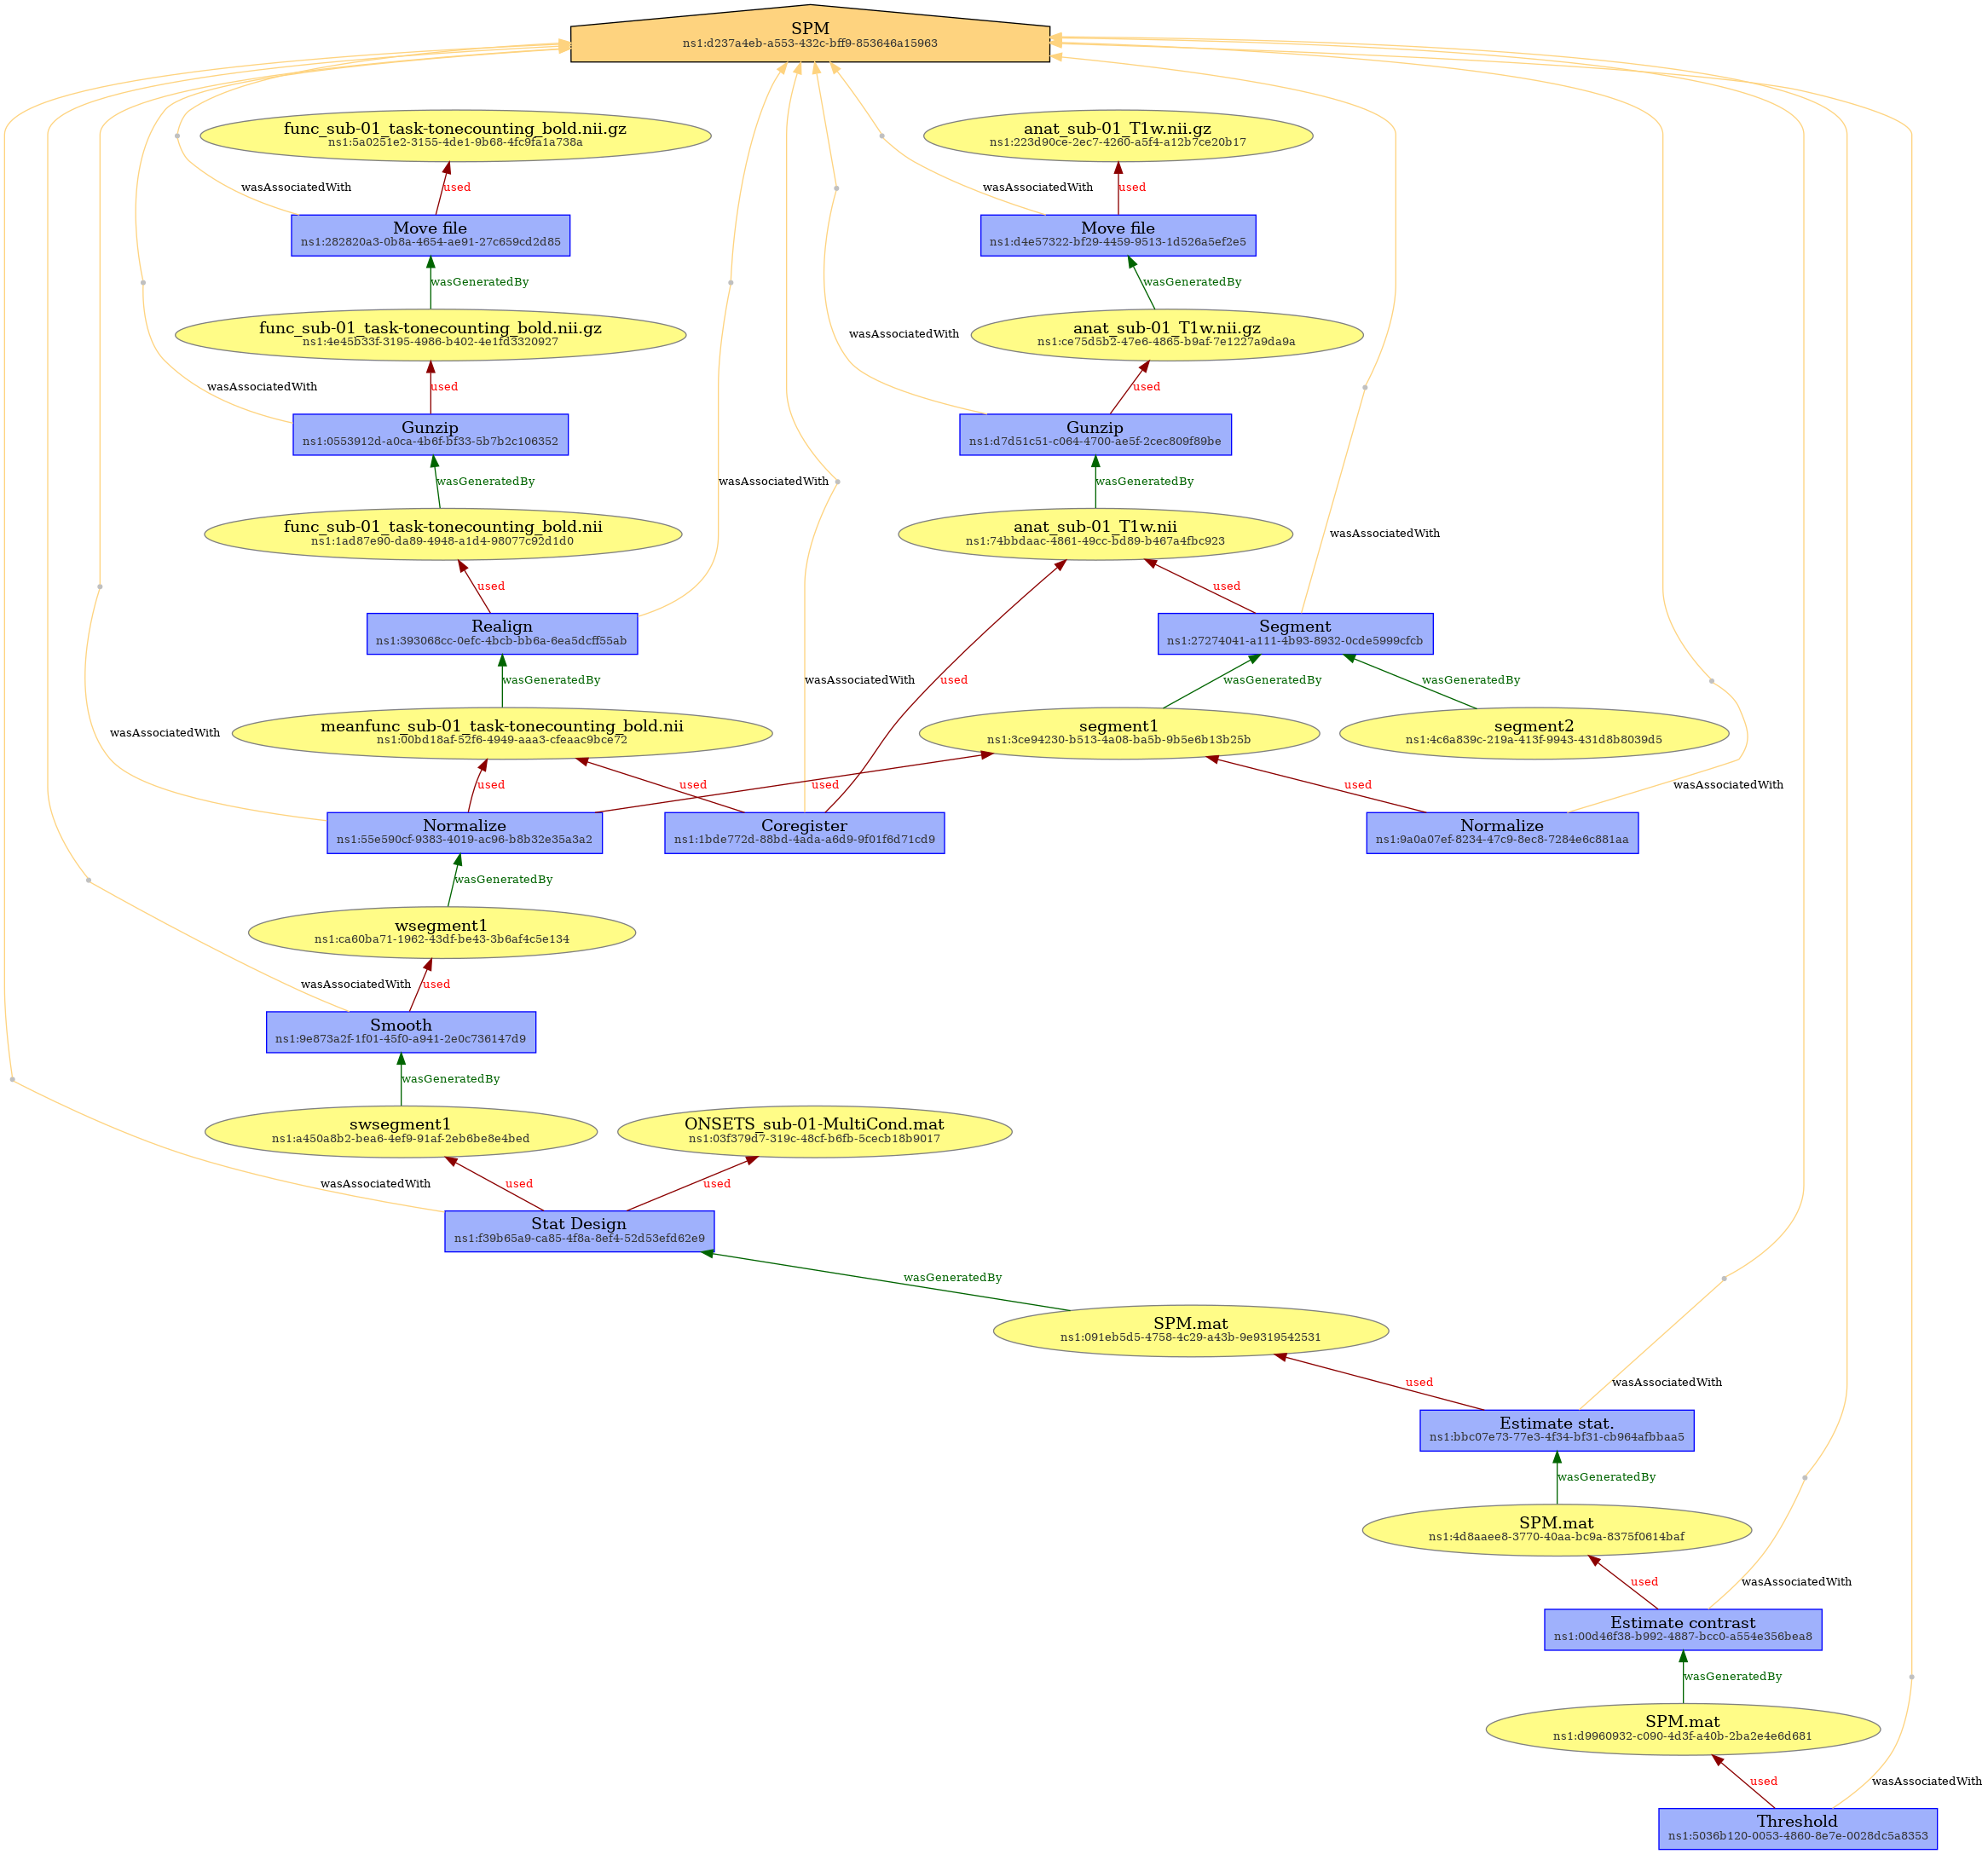 SPM
ns1:d237a4eb-a553-432c-bff9-853646a15963
func_sub-01_task-tonecounting_bold.nii.gz
ns1:5a0251e2-3155-4de1-9b68-4fc9fa1a738a
anat_sub-01_T1w.nii.gz
ns1:223d90ce-2ec7-4260-a5f4-a12b7ce20b17
wasAssociatedWith
used
wasAssociatedWith
used
Move file
ns1:282820a3-0b8a-4654-ae91-27c659cd2d85
Move file
ns1:d4e57322-bf29-4459-9513-1d526a5ef2e5
wasGeneratedBy
wasGeneratedBy
func_sub-01_task-tonecounting_bold.nii.gz
ns1:4e45b33f-3195-4986-b402-4e1fd3320927
wasAssociatedWith
anat_sub-01_T1w.nii.gz
ns1:ce75d5b2-47e6-4865-b9af-7e1227a9da9a
wasAssociatedWith
used
used
Gunzip
ns1:0553912d-a0ca-4b6f-bf33-5b7b2c106352
Gunzip
ns1:d7d51c51-c064-4700-ae5f-2cec809f89be
wasGeneratedBy
wasAssociatedWith
wasGeneratedBy
func_sub-01_task-tonecounting_bold.nii
ns1:1ad87e90-da89-4948-a1d4-98077c92d1d0
anat_sub-01_T1w.nii
ns1:74bbdaac-4861-49cc-bd89-b467a4fbc923
wasAssociatedWith
used
used
Realign
ns1:393068cc-0efc-4bcb-bb6a-6ea5dcff55ab
Segment
ns1:27274041-a111-4b93-8932-0cde5999cfcb
wasGeneratedBy
wasAssociatedWith
used
wasGeneratedBy
wasGeneratedBy
wasAssociatedWith
meanfunc_sub-01_task-tonecounting_bold.nii
ns1:00bd18af-52f6-4949-aaa3-cfeaac9bce72
segment1
ns1:3ce94230-b513-4a08-ba5b-9b5e6b13b25b
segment2
ns1:4c6a839c-219a-413f-9943-431d8b8039d5
used
used
used
used
wasAssociatedWith
Normalize
ns1:55e590cf-9383-4019-ac96-b8b32e35a3a2
Coregister
ns1:1bde772d-88bd-4ada-a6d9-9f01f6d71cd9
Normalize
ns1:9a0a07ef-8234-47c9-8ec8-7284e6c881aa
wasGeneratedBy
wsegment1
ns1:ca60ba71-1962-43df-be43-3b6af4c5e134
wasAssociatedWith
used
Smooth
ns1:9e873a2f-1f01-45f0-a941-2e0c736147d9
wasGeneratedBy
swsegment1
ns1:a450a8b2-bea6-4ef9-91af-2eb6be8e4bed
ONSETS_sub-01-MultiCond.mat
ns1:03f379d7-319c-48cf-b6fb-5cecb18b9017
wasAssociatedWith
used
used
Stat Design
ns1:f39b65a9-ca85-4f8a-8ef4-52d53efd62e9
wasGeneratedBy
SPM.mat
ns1:091eb5d5-4758-4c29-a43b-9e9319542531
used
wasAssociatedWith
Estimate stat.
ns1:bbc07e73-77e3-4f34-bf31-cb964afbbaa5
wasGeneratedBy
SPM.mat
ns1:4d8aaee8-3770-40aa-bc9a-8375f0614baf
used
wasAssociatedWith
Estimate contrast
ns1:00d46f38-b992-4887-bcc0-a554e356bea8
wasGeneratedBy
SPM.mat
ns1:d9960932-c090-4d3f-a40b-2ba2e4e6d681
used
wasAssociatedWith
Threshold
ns1:5036b120-0053-4860-8e7e-0028dc5a8353